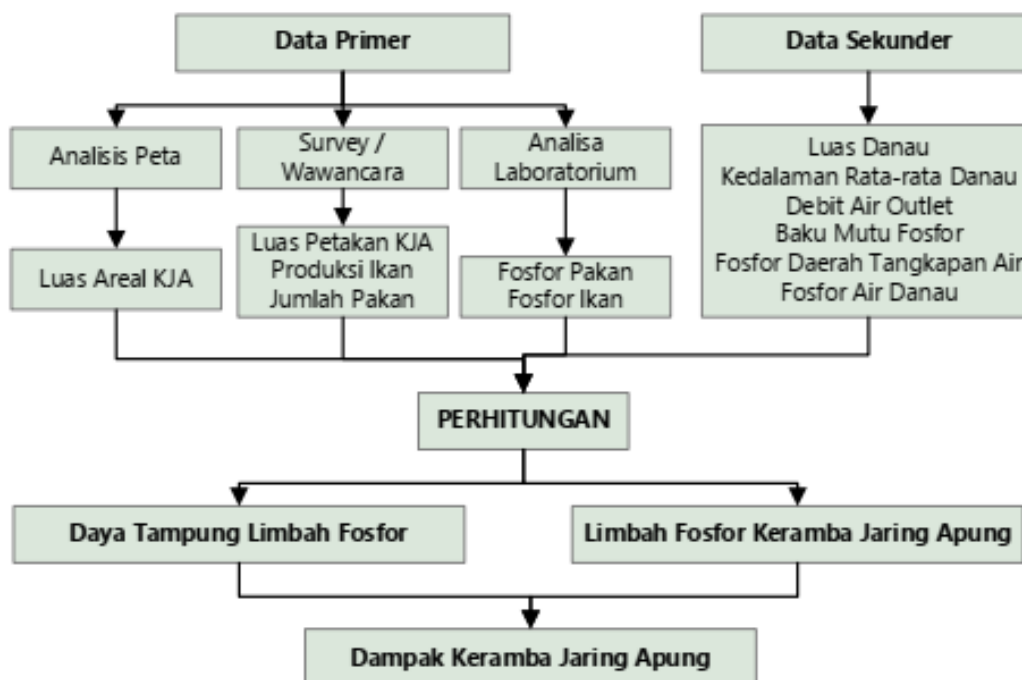 Data Primer
Data Sekunder
Analisis Peta
Survey /
Wawancara
Analisa
Laboratorium
Luas Danau
Kedalaman Rata-rata Danau
Debit Air Outlet
Baku Mutu Fosfor
Fosfor Daerah Tangkapan Air
Fosfor Air Danau
Luas Areal KJA
Luas Petakan KJA
Produksi Ikan
Jumlah Pakan
Fosfor Pakan
Fosfor Ikan
PERHITUNGAN
Daya Tampung Limbah Fosfor
Limbah Fosfor Keramba Jaring Apung
Dampak Keramba Jaring Apung